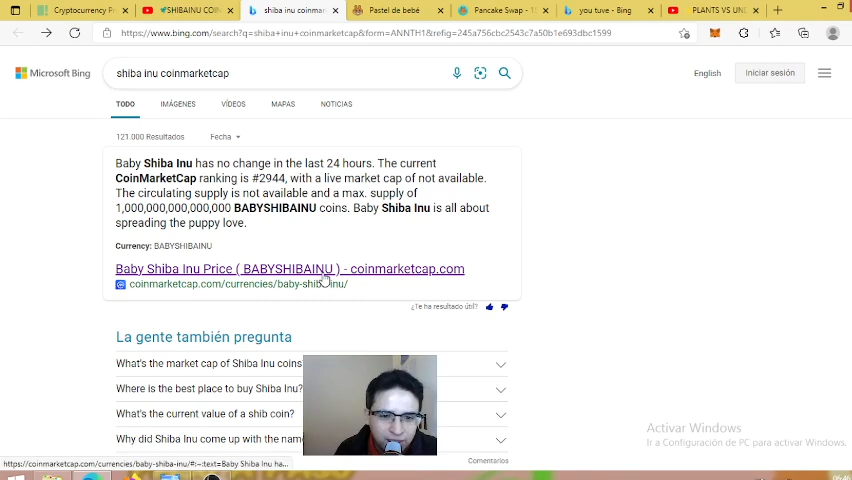 Cryptocurrency Pr
SHIBAINU COIN
shiba inu coinmar
Pastel de bebé
Pancake Swap - 15
you tuve - Bing
PLANTS VS UND
https://www.bing.com/search?q=shiba+inu+coinmarketcap&form=ANNTH1&refig=245a756cbc2543c7a50b1e693dbc1599
Microsoft Bing
shiba inu coinmarketcap
English
Iniciar sesión
TODO
IMÁGENES
VÍDEOS
MAPAS
NOTICIAS
121.000 Resultados
Fecha
Baby Shiba Inu has no change in the last 24 hours. The current
CoinMarketCap ranking is #2944, with a live market cap of not available.
The circulating supply is not available and a max. supply of
1,000,000,000,000,000 BABYSHIBAINU coins. Baby Shiba Inu is all about
spreading the puppy love.
Currency: BABYSHIBAINU
Baby Shiba Inu Price ( BABYSHIBAINU ) - coinmarketcap.com
coinmarketcap.com/currencies/baby-shiba-inu/
¿Te ha resultado útil?
La gente también pregunta
What's the market cap of Shiba Inu coins?
Where is the best place to buy Shiba Inu?
What's the current value of a shib coin?
Why did Shiba Inu come up with the nam
Activar Windows
Ir a Configuración de PC para activar Windows.
Comentarios
https://coinmarketcap.com/currencies/baby-shiba-inu/#:~:text=Baby Shiba Inu ha...